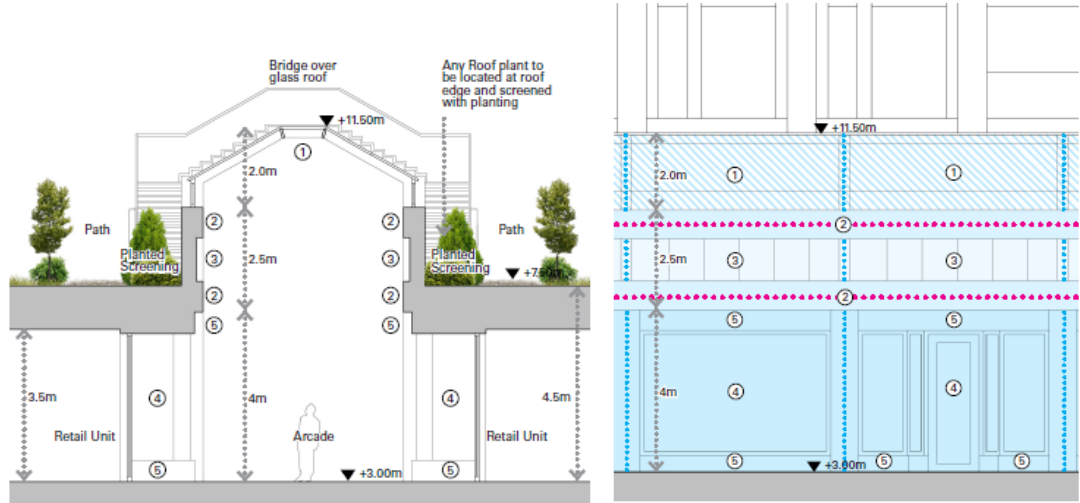 Bridge over
glass roof
Any Roof plant to
be located at roof
edge and screened
with planting
+11.50m
1
2.0m
2
2
Path
Path
Planted
Screening
Planted
Screening
3
3
2.5m
+7.50m
2
2
5
5
3.5m
4
4m
4
4.5m
Retail Unit
Arcade
Retail Unit
5
5
+3.00m
+11.50m
2.0m
1
1
2
2.5m
3
3
2
5
5
4m
4
4
5
+3.00m
5
5